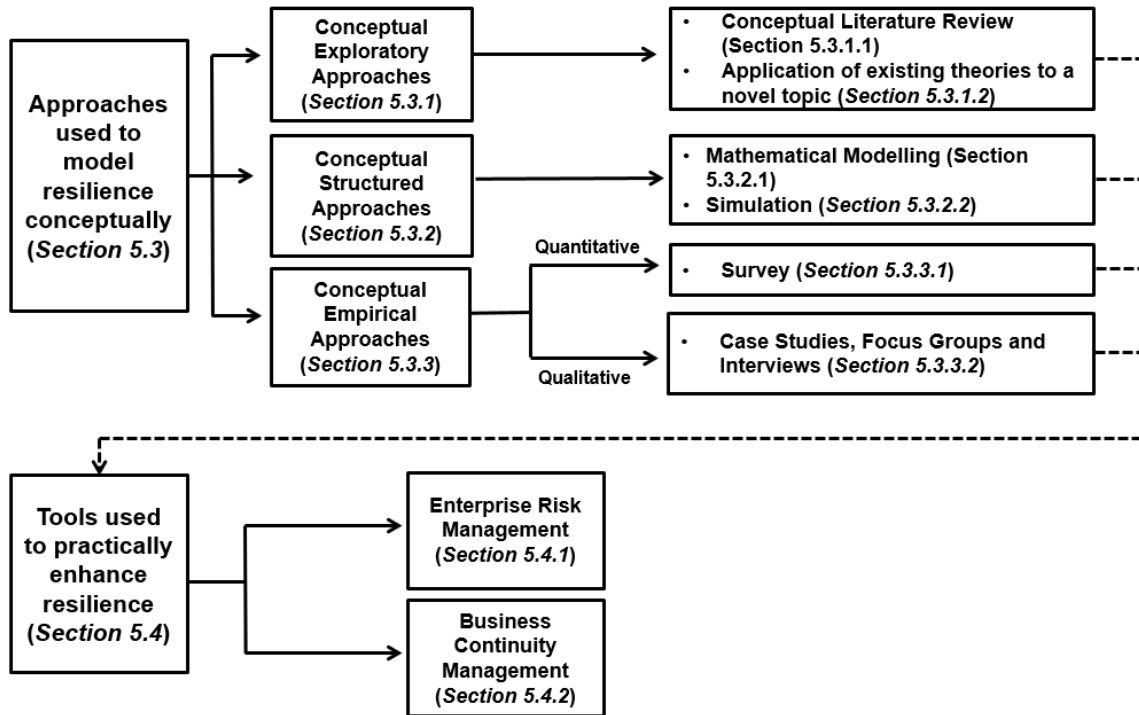 Approaches
used to
model
resilience
conceptually
(Section 5.3)
Conceptual
Exploratory
Approaches
(Section 5.3.1)
• Conceptual Literature Review
(Section 5.3.1.1)
• Application of existing theories to a
novel topic (Section 5.3.1.2)
Conceptual
Structured
Approaches
(Section 5.3.2)
• Mathematical Modelling (Section
5.3.2.1)
• Simulation (Section 5.3.2.2)
Conceptual
Empirical
Approaches
(Section 5.3.3)
Quantitative
• Survey (Section 5.3.3.1)
Qualitative
• Case Studies, Focus Groups and
Interviews (Section 5.3.3.2)
Tools used
to practically
enhance
resilience
(Section 5.4)
Enterprise Risk
Management
(Section 5.4.1)
Business
Continuity
Management
(Section 5.4.2)